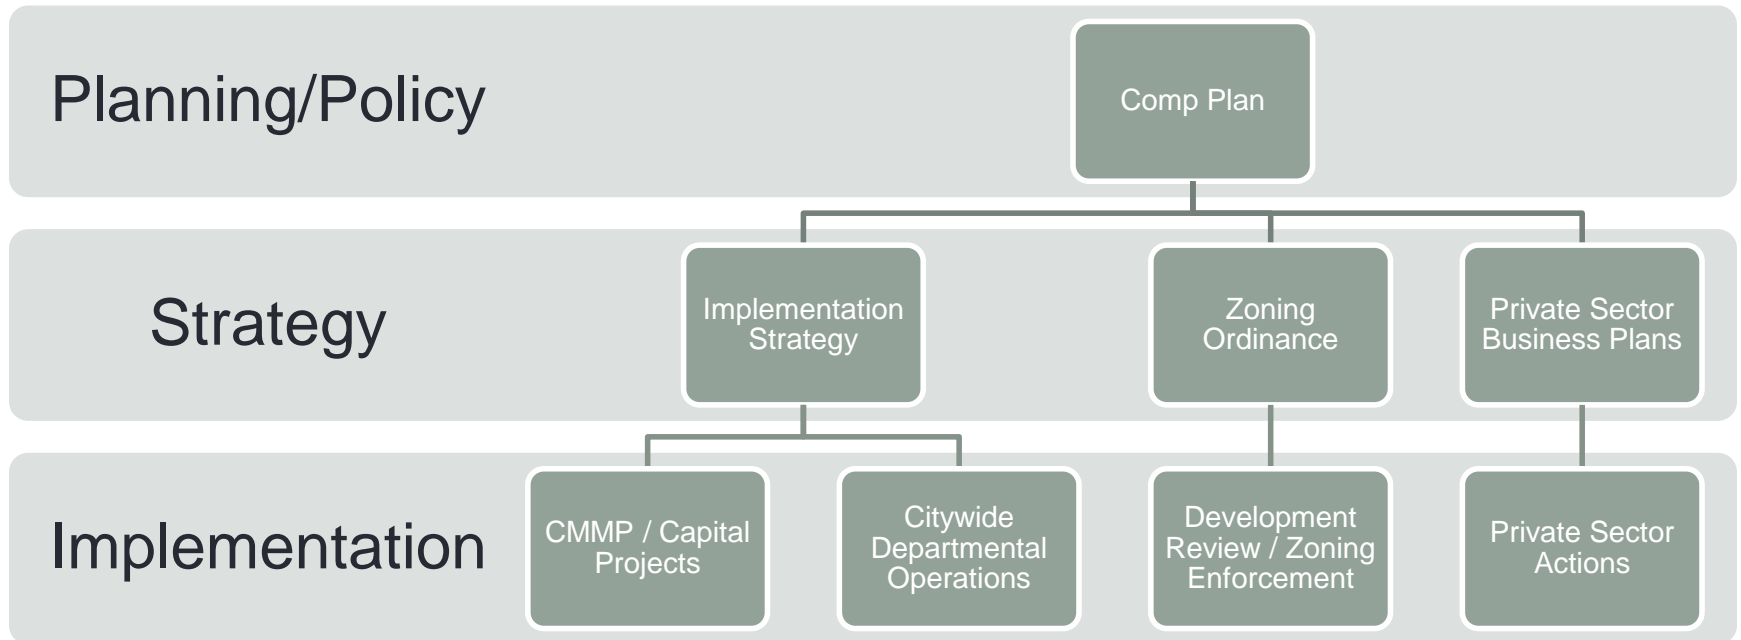 Planning/Policy
Comp Plan
Strategy
Implementation
Strategy
Zoning
Ordinance
Private Sector
Business Plans
Implementation
CMMP / Capital
Projects
Citywide
Departmental
Operations
Development
Review / Zoning
Enforcement
Private Sector
Actions